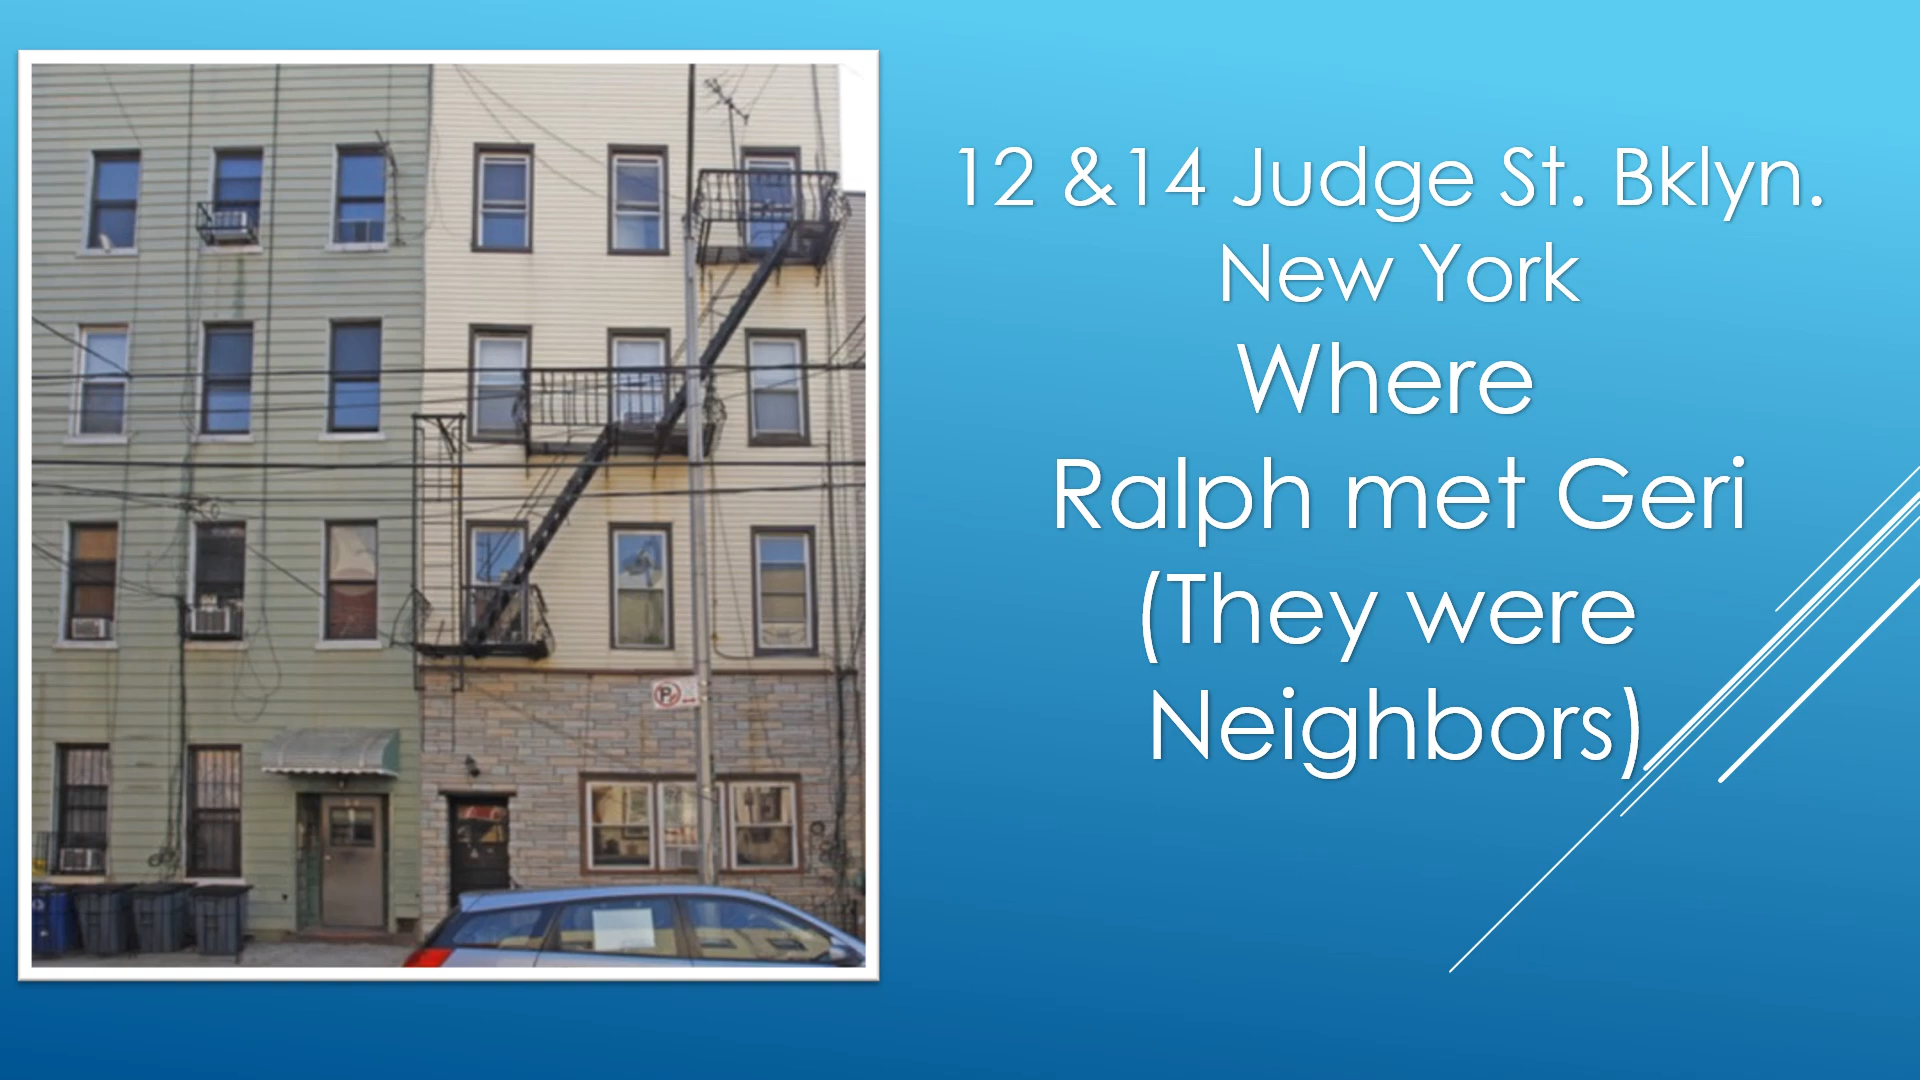 12 &14 Judge St. Bklyn.
New York
Where
Ralph met Geri
(They were
Neighbors)
P